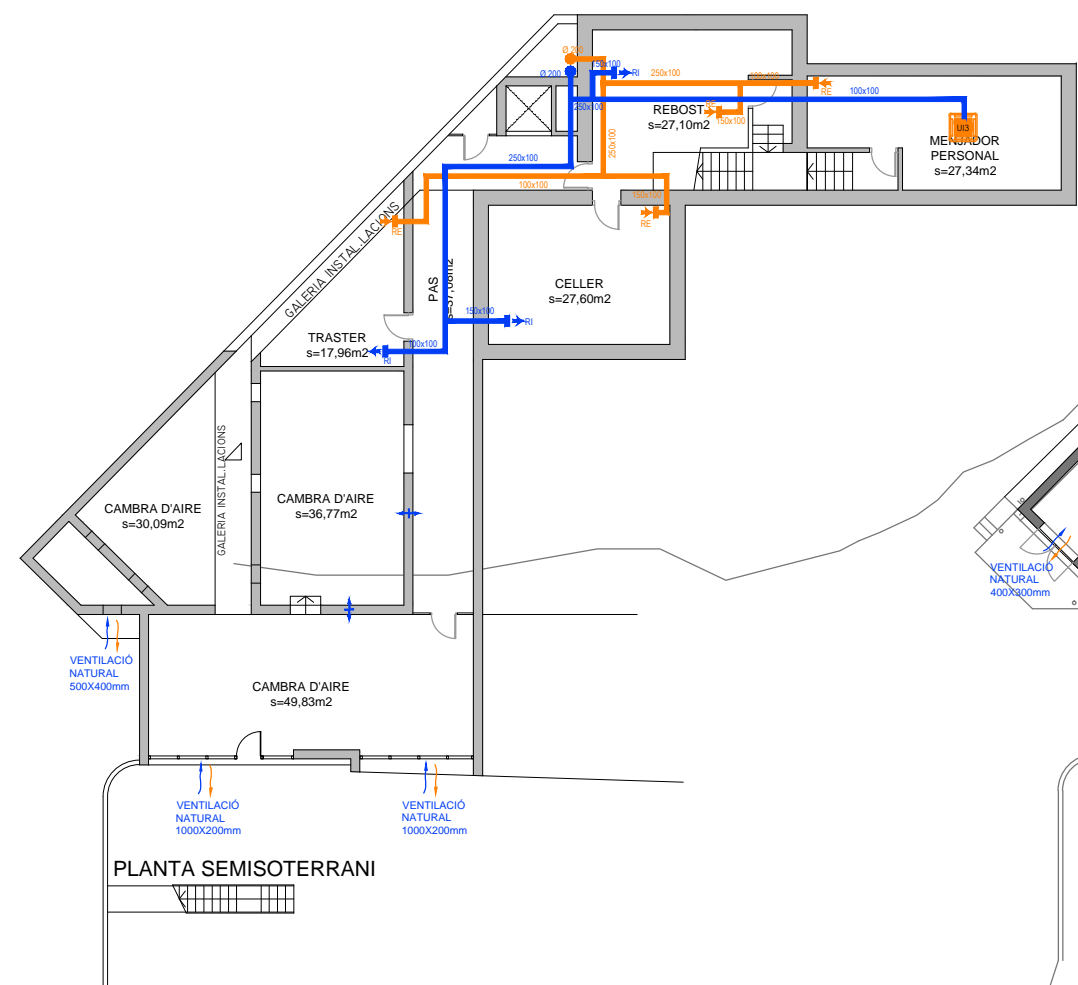 Ø 200
150x100
RI
Ø 200
250x100
100x100
RE
250x100
100x100
REBOST
s=27,10m2
RE
150x100
UI3
MENJADOR
PERSONAL
s=27,34m2
250x100
250x100
100x100
150x100
RE
RE
GALERIA INSTAL.LACIONS
PAS
s=37,08m2
CELLER
s=27,60m2
150x100
RI
TRASTER
s=17,96m2
100x100
RI
GALERIA INSTAL.LACIONS
CAMBRA D'AIRE
s=36,77m2
CAMBRA D'AIRE
s=30,09m2
VENTILACIÓ
NATURAL
400X300mm
VENTILACIÓ
NATURAL
500X400mm
CAMBRA D'AIRE
s=49,83m2
VENTILACIÓ
NATURAL
1000X200mm
VENTILACIÓ
NATURAL
1000X200mm
PLANTA SEMISOTERRANI